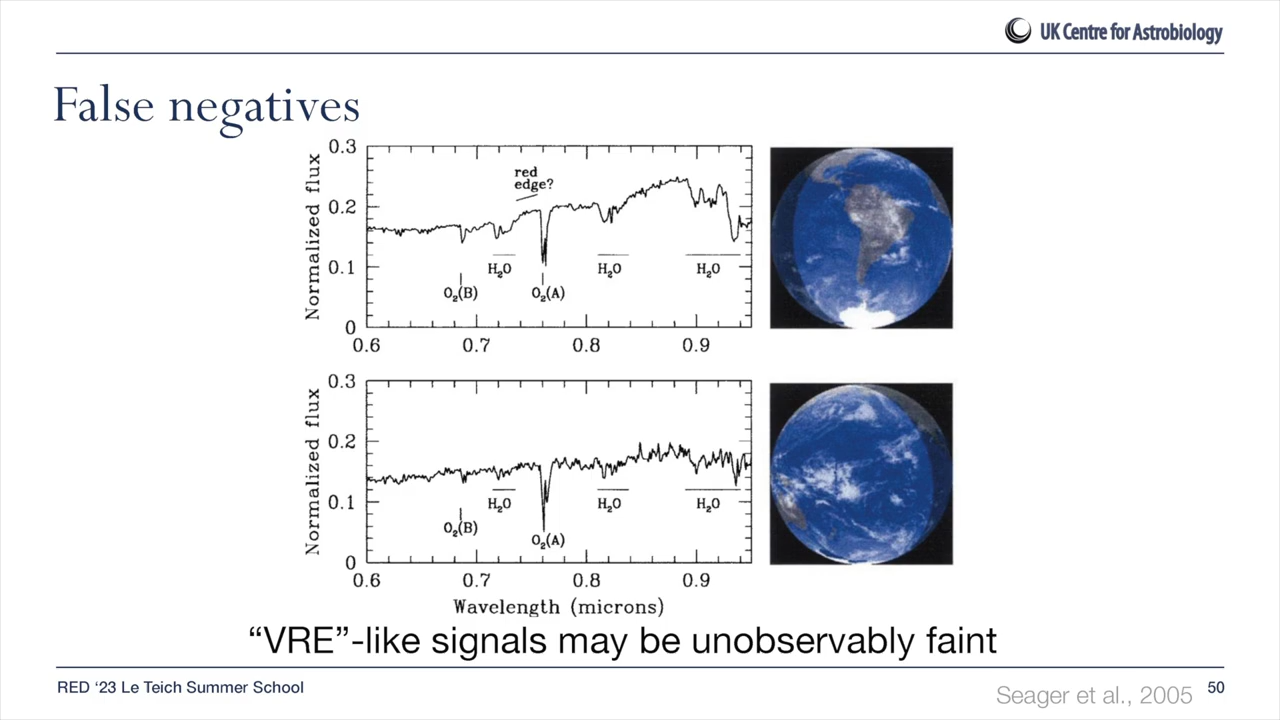 UK Centre for Astrobiology
False negatives
0.3
0.2
0.1
0
Normalized flux
red
edge?
H₂O
H₂O
H₂O
O₂(B)
O₂(A)
0.6 0.7 0.8 0.9
0.3
0.2
0.1
0
Normalized flux
H₂O
H₂O
H₂O
O₂(B)
O₂(A)
0.6 0.7 0.8 0.9
Wavelength (microns)
“VRE”-like signals may be unobservably faint
RED ‘23 Le Teich Summer School
Seager et al., 2005
50